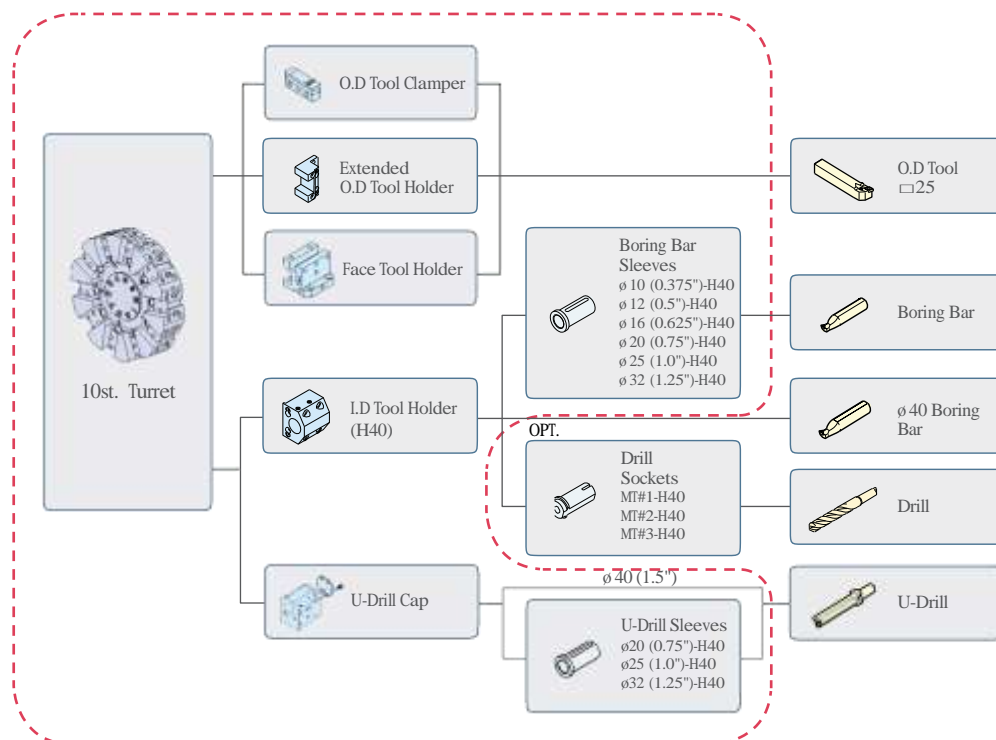 O.D Tool Clamper
Extended
O.D Tool Holder
Face Tool Holder
10st. Turret
I.D Tool Holder
(H40)
U-Drill Cap
Boring Bar
Sleeves
ø 10 (0.375")-H40
ø 12 (0.5")-H40
ø 16 (0.625")-H40
ø 20 (0.75")-H40
ø 25 (1.0")-H40
ø 32 (1.25")-H40
OPT.
Drill
Sockets
MT#1-H40
MT#2-H40
MT#3-H40
ø 40 (1.5")
U-Drill Sleeves
ø20 (0.75")-H40
ø25 (1.0")-H40
ø32 (1.25")-H40
O.D Tool
□25
Boring Bar
ø 40 Boring
Bar
Drill
U-Drill